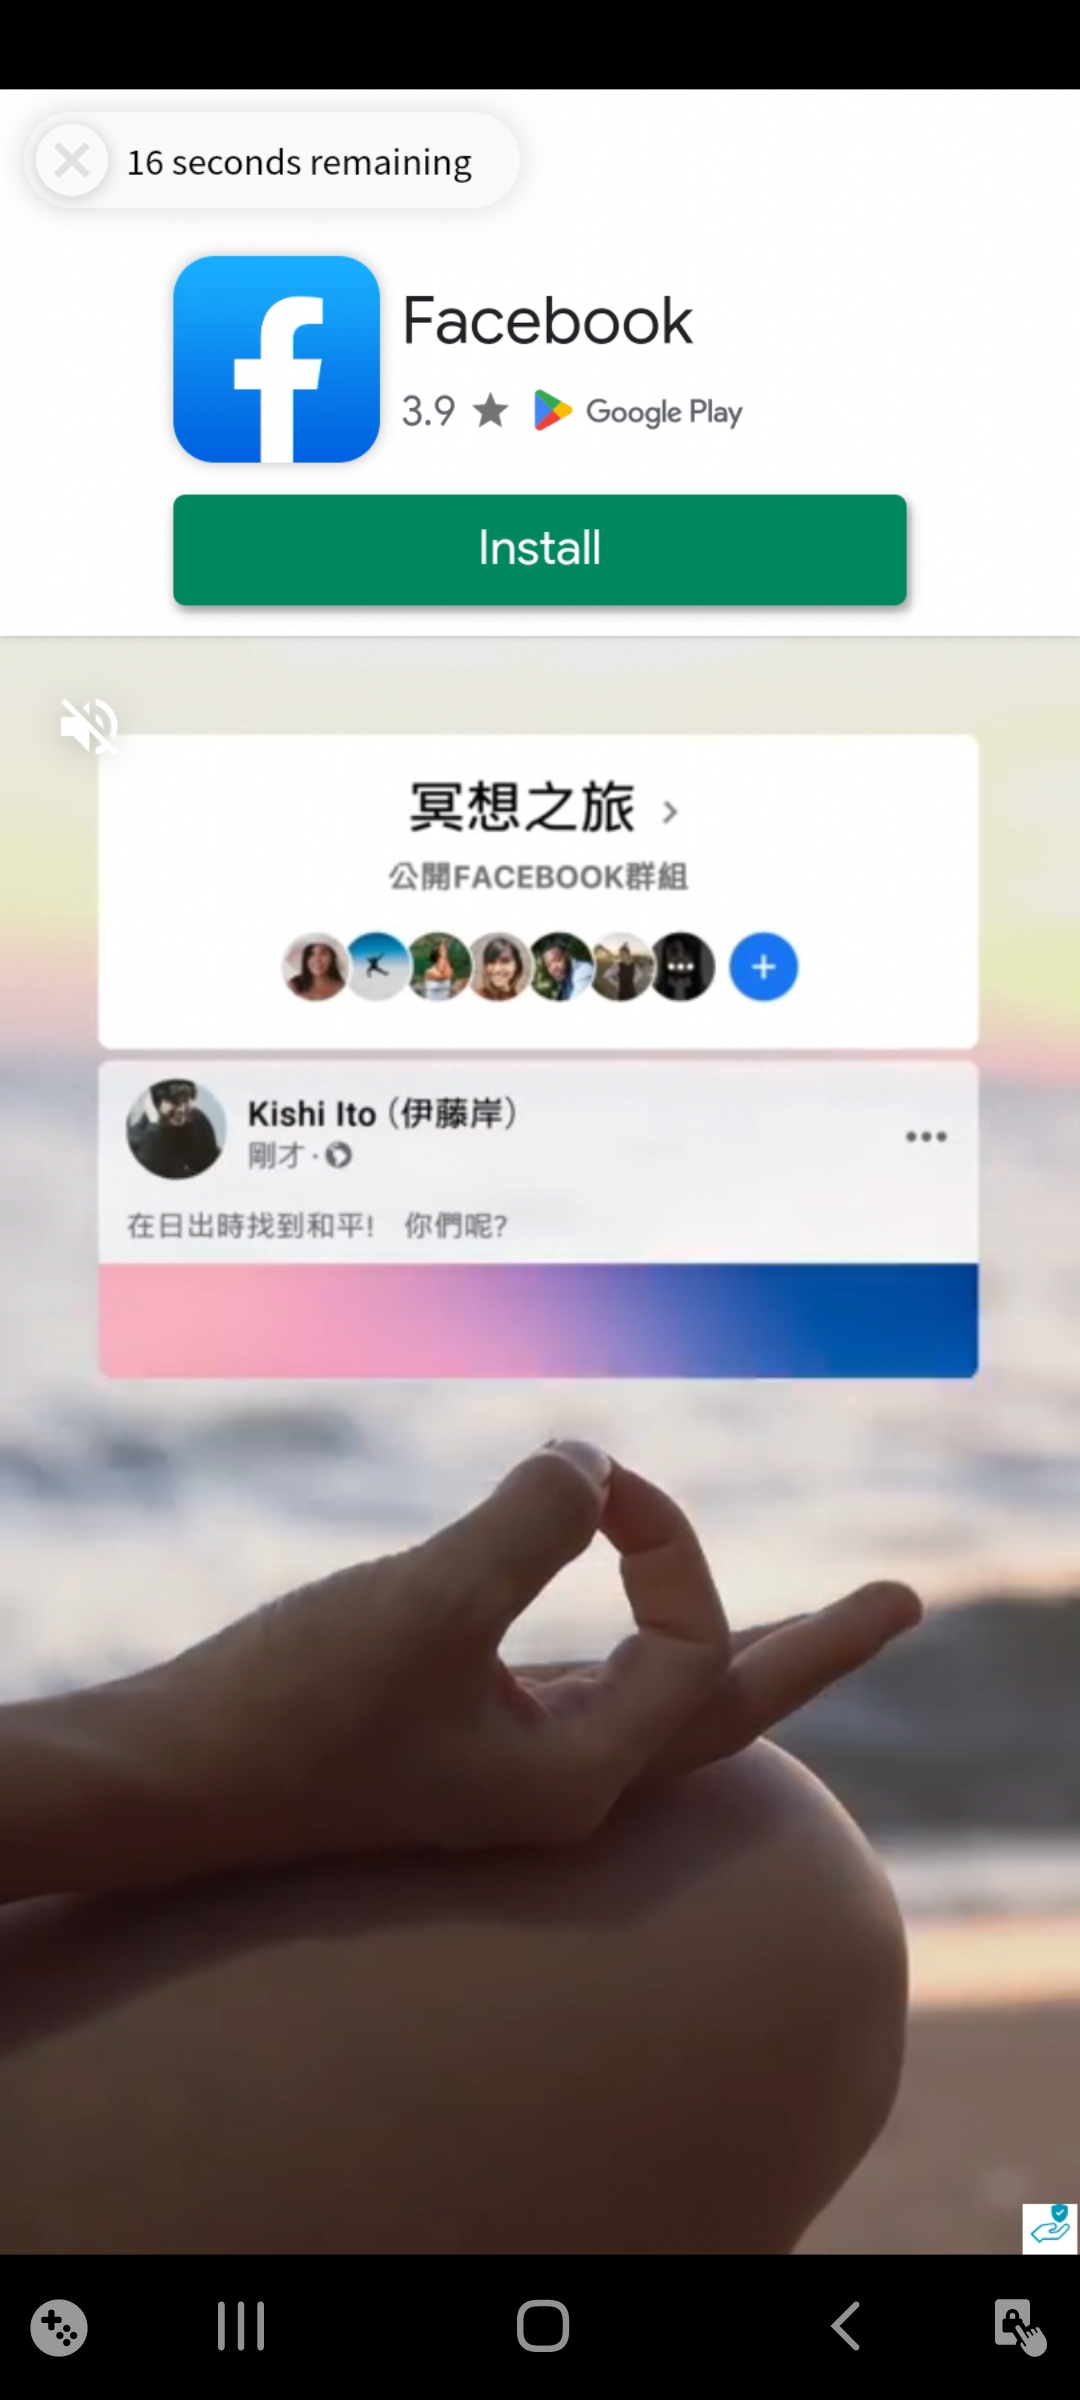 16 seconds remaining
Facebook
3.9 ★ Google Play
Install
冥想之旅 >
公開FACEBOOK群組
Kishi Ito (伊藤岸)
剛才 ·
在日出時找到和平! 你們呢?